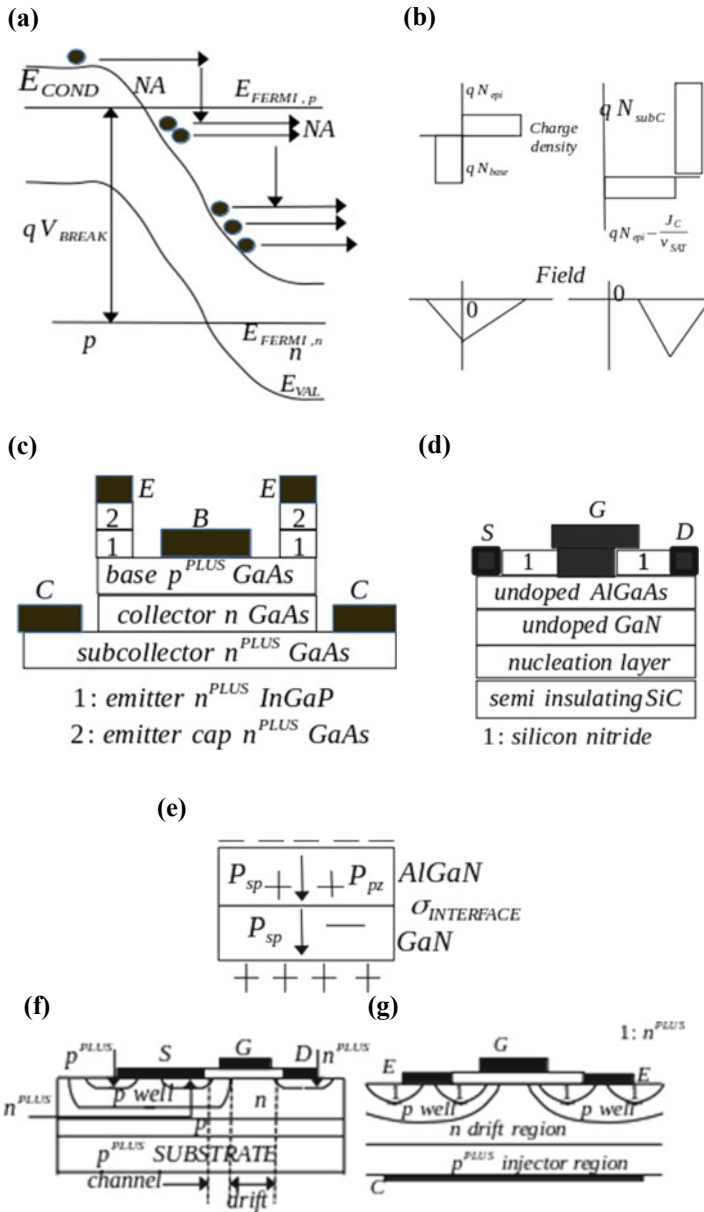 (a)
E_COND NA E_FERMI,p
NA
qV_BREAK
p E_FERMI,n
n
E_VAL
(b)
qN_epi
Charge
density
qN_base
qN_subC
qN_epi − J_C/v_SAT
Field
0
0
(c)
E E
2 B 2
1 1
base p^PLUS GaAs
C C
collector n GaAs
subcollector n^PLUS GaAs
1: emitter n^PLUS InGaP
2: emitter cap n^PLUS GaAs
(d)
S G D
1 1
undoped AlGaAs
undoped GaN
nucleation layer
semi insulating SiC
1: silicon nitride
(e)
P_sp + + P_pz AlGaN
σ_INTERFACE
P_sp GaN
+ + + +
(f)
p^PLUS S G D n^PLUS
n^PLUS p well n
P
p^PLUS SUBSTRATE
channel drift
(g)
1: n^PLUS
E G E
1 1 1 1
p well p well
n drift region
p^PLUS injector region
C